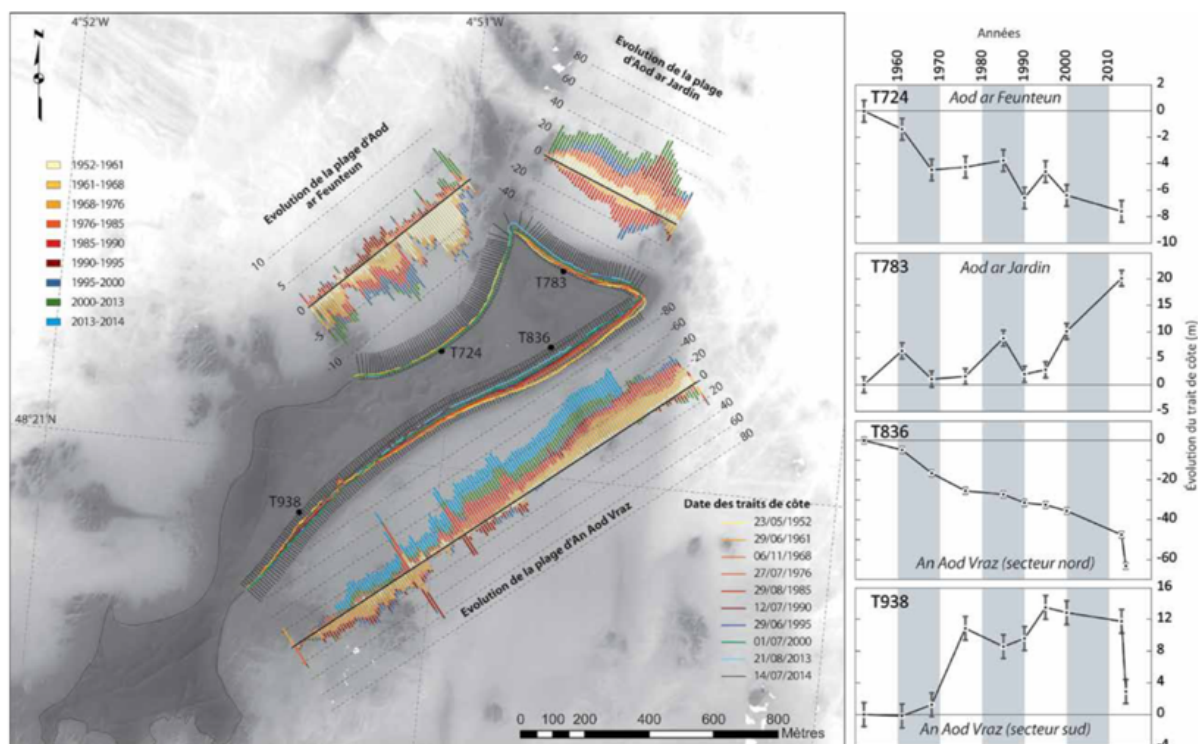 4°52'W
4°51'W
N
Evolution de la plage
d'Aod ar Jardin
80
60
40
20
0
-20
-40
Evolution de la plage d'Aod
ar Feunteun
10
5
0
-5
-10
1952-1961
1961-1968
1968-1976
1976-1985
1985-1990
1990-1995
1995-2000
2000-2013
2013-2014
T783
T836
T724
T938
48°21'N
-80
-60
-40
-20
0
20
40
60
80
Evolution de la plage d'An Aod Vraz
Date des traits de côte
23/05/1952
29/06/1961
06/11/1968
27/07/1976
29/08/1985
12/07/1990
29/06/1995
01/07/2000
21/08/2013
14/07/2014
0 100 200 400 600 800
Mètres
Années
1960 1970 1980 1990 2000 2010
T724 Aod ar Feunteun
2
0
-2
-4
-6
-8
-10
T783 Aod ar Jardin
20
15
10
5
0
-5
T836
0
-20
-40
-60
An Aod Vraz (secteur nord)
T938
16
12
8
4
0
-4
An Aod Vraz (secteur sud)
Évolution du trait de côte (m)